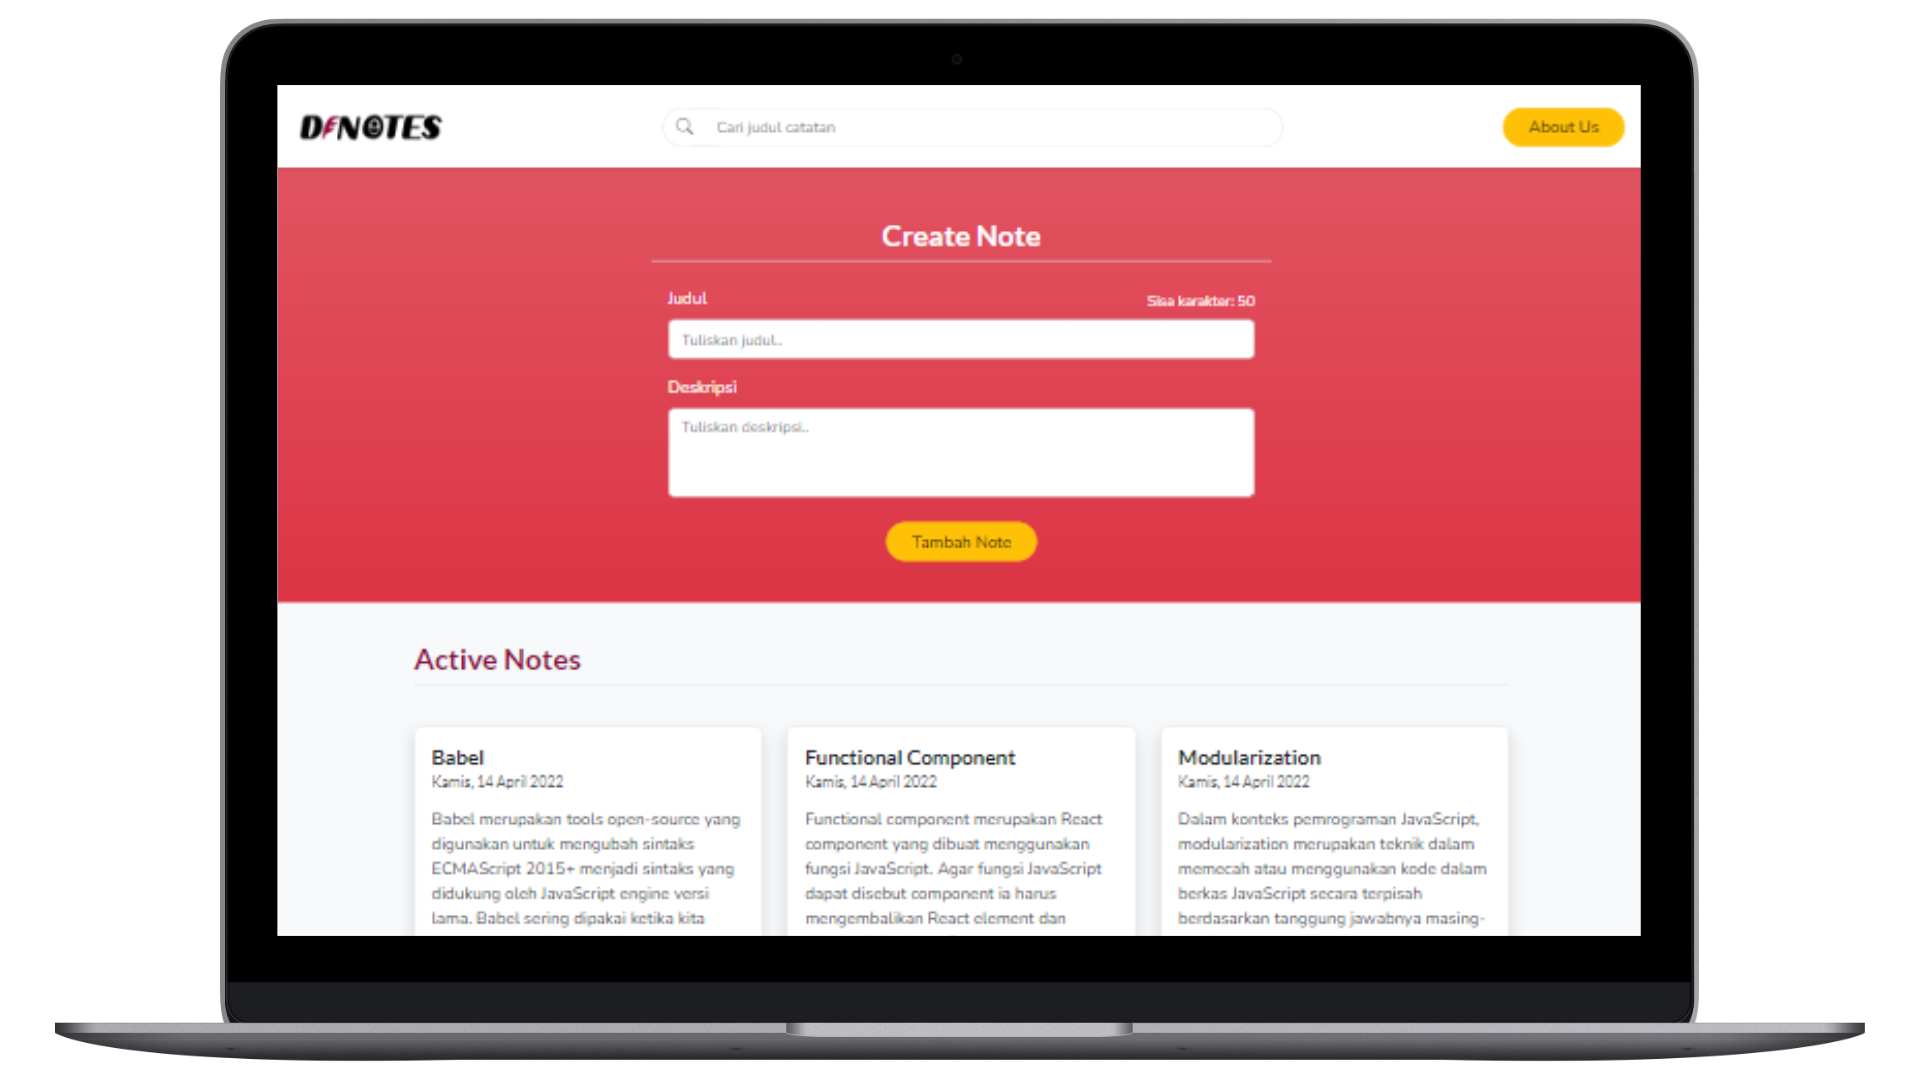 DFNOTES
Cari judul catatan
About Us
Create Note
Judul
Sisa karakter: 50
Tuliskan judul..
Deskripsi
Tuliskan deskripsi..
Tambah Note
Active Notes
Babel
Kamis, 14 April 2022
Babel merupakan tools open-source yang
digunakan untuk mengubah sintaks
ECMAScript 2015+ menjadi sintaks yang
didukung oleh JavaScript engine versi
lama. Babel sering dipakai ketika kita
Functional Component
Kamis, 14 April 2022
Functional component merupakan React
component yang dibuat menggunakan
fungsi JavaScript. Agar fungsi JavaScript
dapat disebut component ia harus
mengembalikan React element dan
Modularization
Kamis, 14 April 2022
Dalam konteks pemrograman JavaScript,
modularization merupakan teknik dalam
memecah atau menggunakan kode dalam
berkas JavaScript secara terpisah
berdasarkan tanggung jawabnya masing-